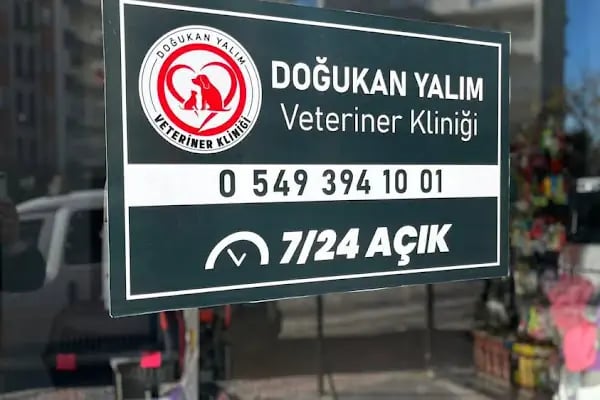 DOĞUKAN YALIM
VETERİNER KLİNİĞİ
DOĞUKAN YALIM
Veteriner Kliniği
0 549 394 10 01
7/24 AÇIK